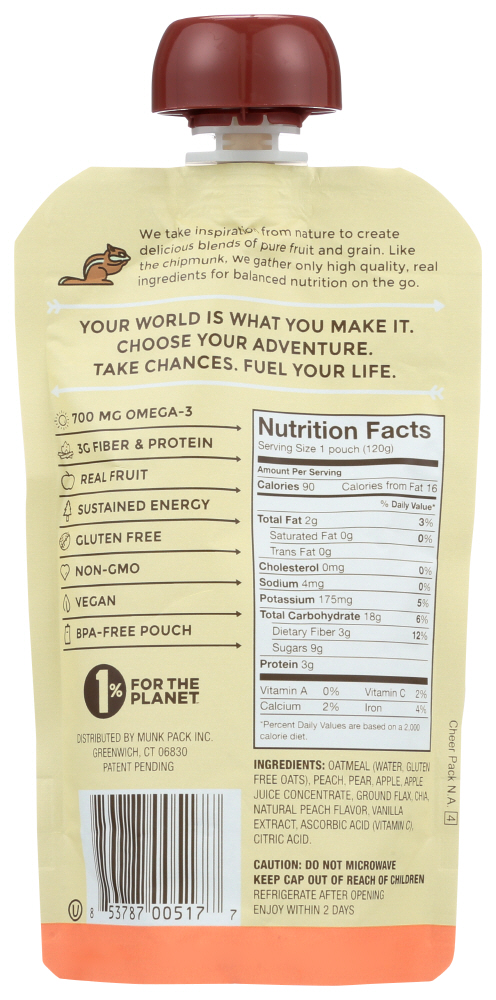 We take inspiration from nature to create
delicious blends of pure fruit and grain. Like
the chipmunk, we gather only high quality, real
ingredients for balanced nutrition on the go.
YOUR WORLD IS WHAT YOU MAKE IT.
CHOOSE YOUR ADVENTURE.
TAKE CHANCES. FUEL YOUR LIFE.
700 MG OMEGA-3
3G FIBER & PROTEIN
REAL FRUIT
SUSTAINED ENERGY
GLUTEN FREE
NON-GMO
VEGAN
BPA-FREE POUCH
1% FOR THE
PLANET
DISTRIBUTED BY MUNK PACK INC.
GREENWICH, CT 06830
PATENT PENDING
U 8 53787 00517 7
Nutrition Facts
Serving Size 1 pouch (120g)
Amount Per Serving
Calories 90 Calories from Fat 16
% Daily Value*
Total Fat 2g 3%
Saturated Fat 0g 0%
Trans Fat 0g
Cholesterol 0mg 0%
Sodium 4mg 0%
Potassium 175mg 5%
Total Carbohydrate 18g 6%
Dietary Fiber 3g 12%
Sugars 9g
Protein 3g
Vitamin A 0% Vitamin C 2%
Calcium 2% Iron 4%
*Percent Daily Values are based on a 2,000
calorie diet.
INGREDIENTS: OATMEAL (WATER, GLUTEN
FREE OATS), PEACH, PEAR, APPLE, APPLE
JUICE CONCENTRATE, GROUND FLAX, CHIA,
NATURAL PEACH FLAVOR, VANILLA
EXTRACT, ASCORBIC ACID (VITAMIN C),
CITRIC ACID.
CAUTION: DO NOT MICROWAVE
KEEP CAP OUT OF REACH OF CHILDREN
REFRIGERATE AFTER OPENING
ENJOY WITHIN 2 DAYS
Cheer Pack N.A. 4